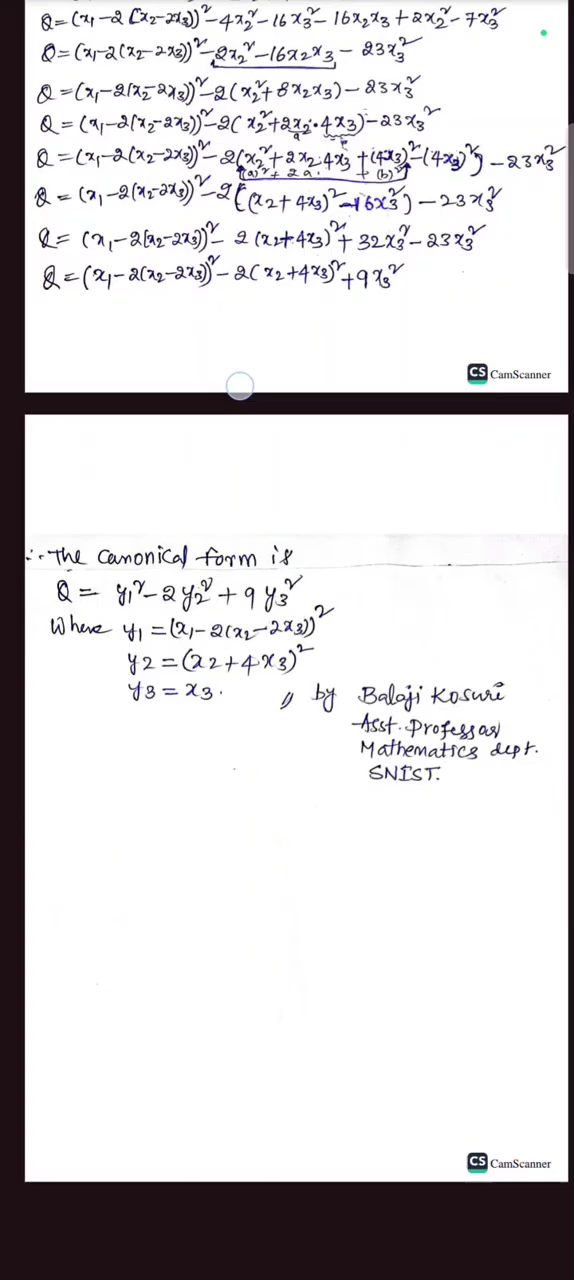 Q=(x₁-2(x₂-2x₃))²-4x₂²-16x₃²-16x₂x₃+2x₂²-7x₃²
Q=(x₁-2(x₂-2x₃))²-2x₂²-16x₂x₃-23x₃²
Q=(x₁-2(x₂-2x₃))²-2(x₂²+8x₂x₃)-23x₃²
Q=(x₁-2(x₂-2x₃))²-2(x₂²+2x₂·4x₃)-23x₃²
Q=(x₁-2(x₂-2x₃))²-2(x₂²+2x₂·4x₃+(4x₃)²-(4x₃)²)-23x₃²
(a)²+2a·+(b)²
Q=(x₁-2(x₂-2x₃))²-2((x₂+4x₃)²-16x₃²)-23x₃²
Q=(x₁-2(x₂-2x₃))²-2(x₂+4x₃)²+32x₃²-23x₃²
Q=(x₁-2(x₂-2x₃))²-2(x₂+4x₃)²+9x₃²
CS CamScanner
∴ The canonical form is
Q = y₁²-2y₂²+9y₃²
Where y₁=(x₁-2(x₂-2x₃))²
y₂=(x₂+4x₃)²
y₃=x₃. // by Balaji Kosuri
Asst. Professor
Mathematics dept.
SNIST.
CS CamScanner